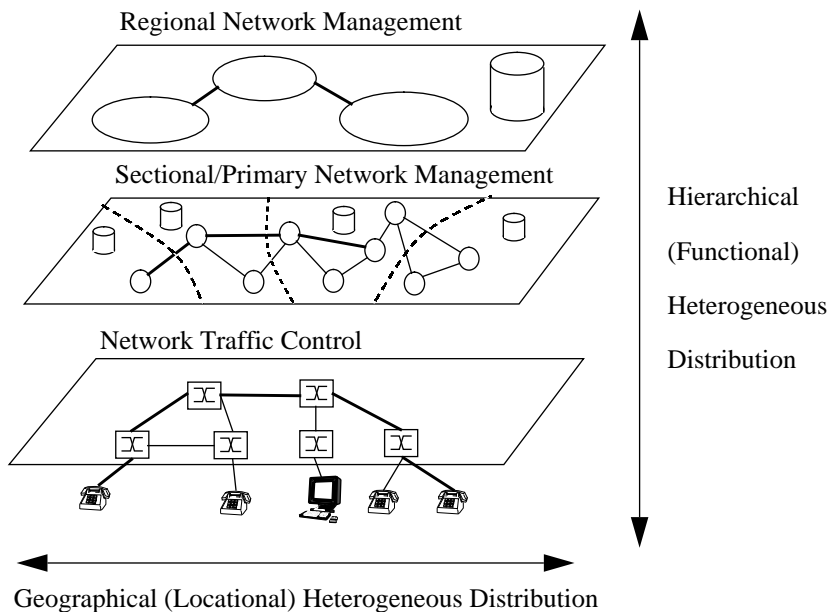 Regional Network Management
Sectional/Primary Network Management
Network Traffic Control
Hierarchical
(Functional)
Heterogeneous
Distribution
Geographical (Locational) Heterogeneous Distribution